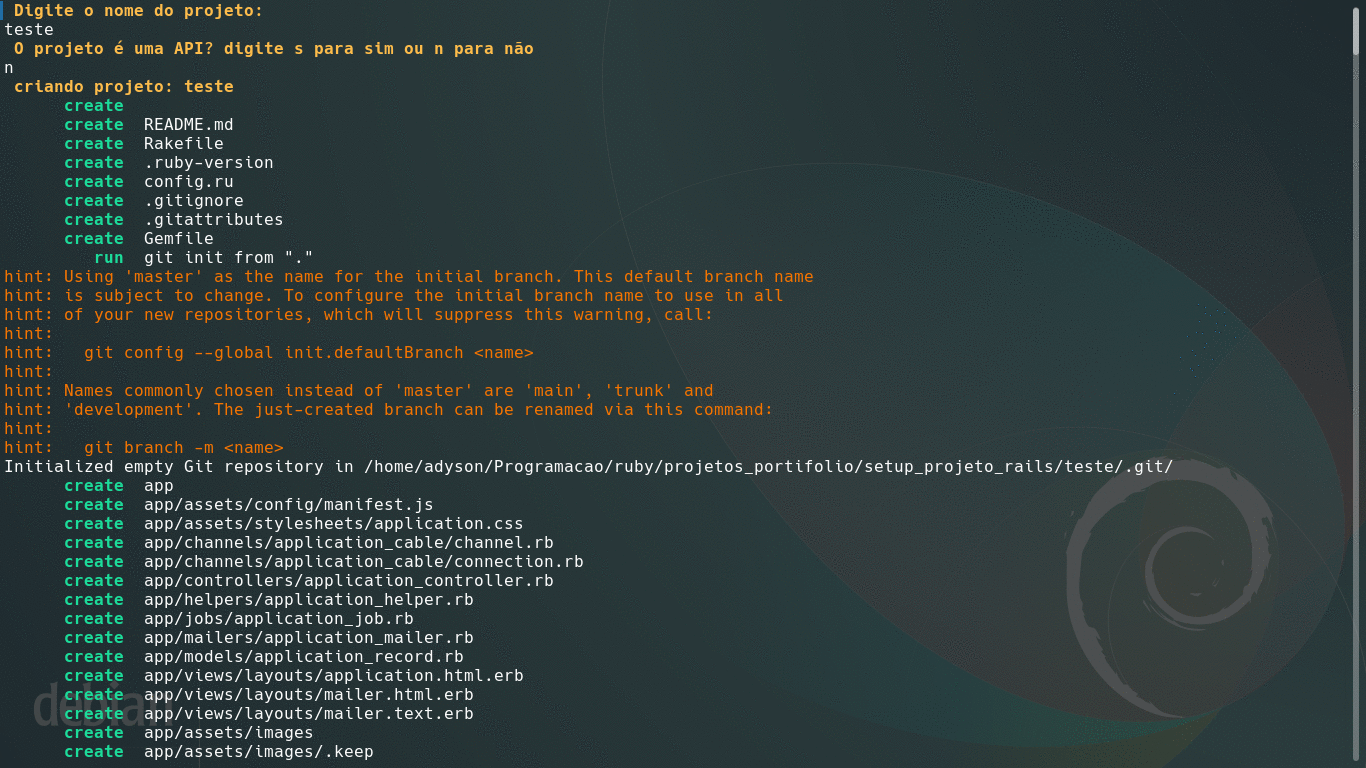 Digite o nome do projeto:
teste
O projeto é uma API? digite s para sim ou n para não
n
criando projeto: teste
create
create README.md
create Rakefile
create .ruby-version
create config.ru
create .gitignore
create .gitattributes
create Gemfile
run git init from "."
hint: Using 'master' as the name for the initial branch. This default branch name
hint: is subject to change. To configure the initial branch name to use in all
hint: of your new repositories, which will suppress this warning, call:
hint:
hint: git config --global init.defaultBranch <name>
hint:
hint: Names commonly chosen instead of 'master' are 'main', 'trunk' and
hint: 'development'. The just-created branch can be renamed via this command:
hint:
hint: git branch -m <name>
Initialized empty Git repository in /home/adyson/Programacao/ruby/projetos_portifolio/setup_projeto_rails/teste/.git/
create app
create app/assets/config/manifest.js
create app/assets/stylesheets/application.css
create app/channels/application_cable/channel.rb
create app/channels/application_cable/connection.rb
create app/controllers/application_controller.rb
create app/helpers/application_helper.rb
create app/jobs/application_job.rb
create app/mailers/application_mailer.rb
create app/models/application_record.rb
create app/views/layouts/application.html.erb
create app/views/layouts/mailer.html.erb
create app/views/layouts/mailer.text.erb
create app/assets/images
create app/assets/images/.keep
debian